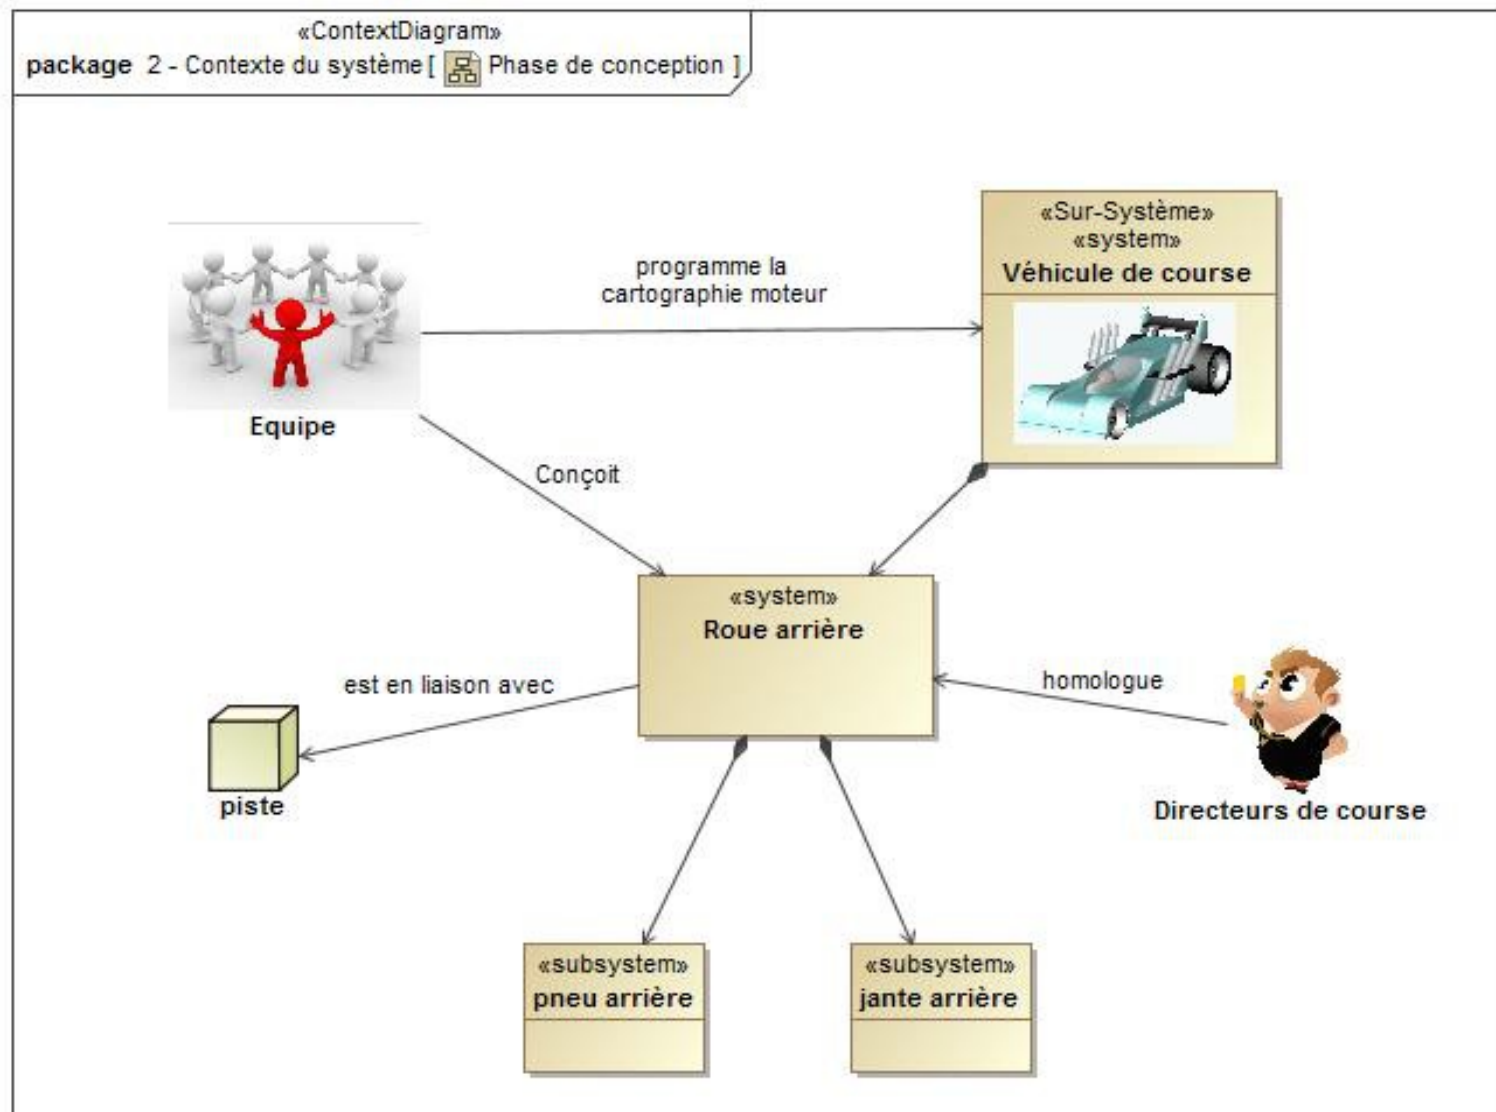 «ContextDiagram»
package 2 - Contexte du système [ Phase de conception ]
«Sur-Système»
«system»
Véhicule de course
programme la
cartographie moteur
Equipe
Conçoit
«system»
Roue arrière
est en liaison avec
homologue
piste
Directeurs de course
«subsystem»
pneu arrière
«subsystem»
jante arrière